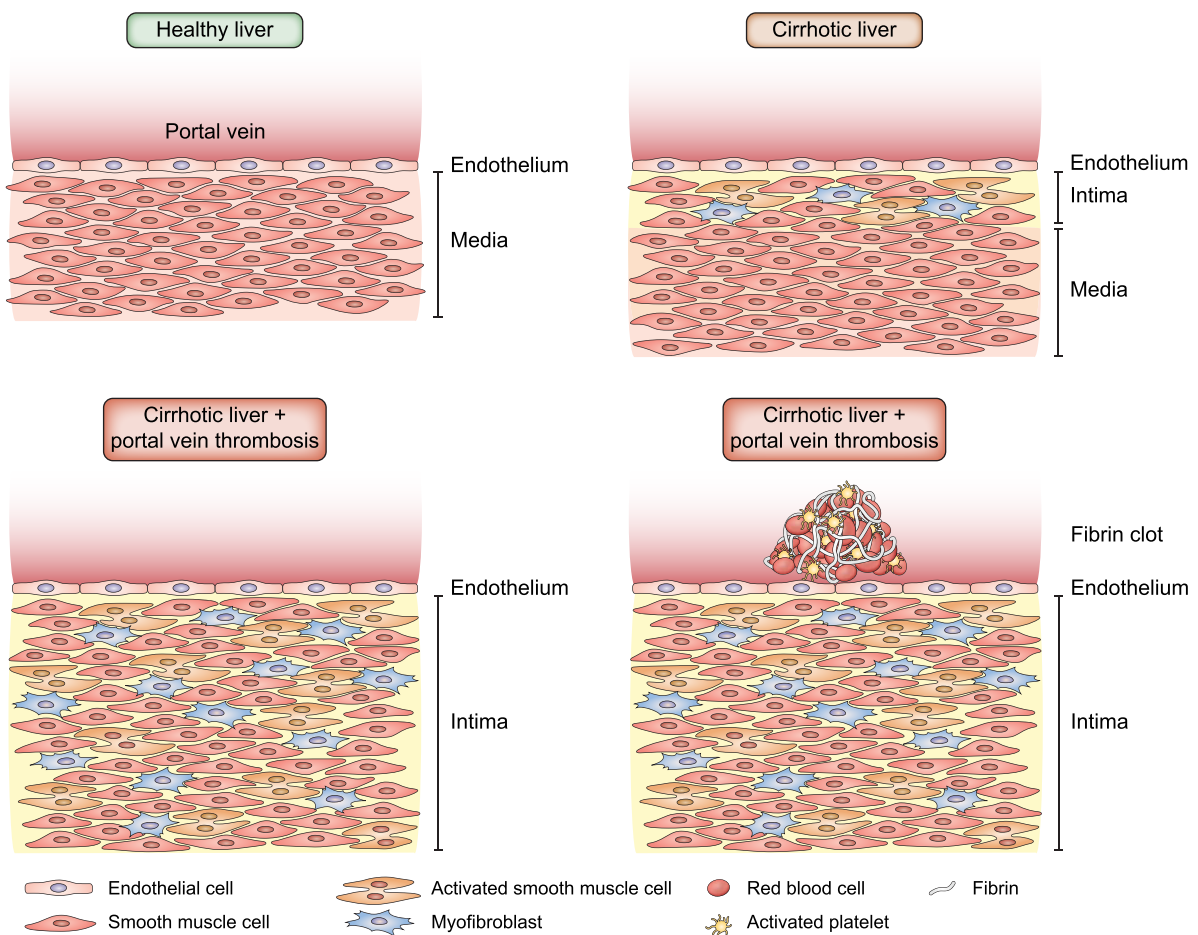 Healthy liver
Cirrhotic liver
Portal vein
Endothelium
Media
Endothelium
Intima
Media
Cirrhotic liver +
portal vein thrombosis
Cirrhotic liver +
portal vein thrombosis
Endothelium
Intima
Fibrin clot
Endothelium
Intima
Endothelial cell
Activated smooth muscle cell
Red blood cell
Fibrin
Smooth muscle cell
Myofibroblast
Activated platelet